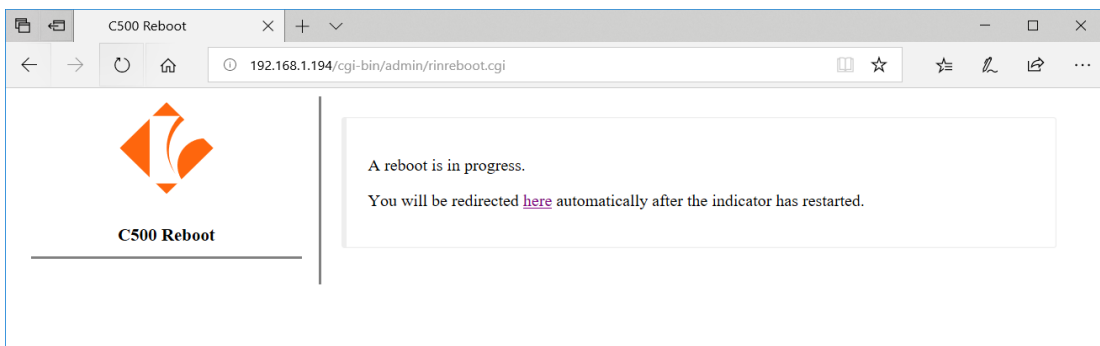 C500 Reboot
192.168.1.194/cgi-bin/admin/rinreboot.cgi
C500 Reboot
A reboot is in progress.
You will be redirected here automatically after the indicator has restarted.